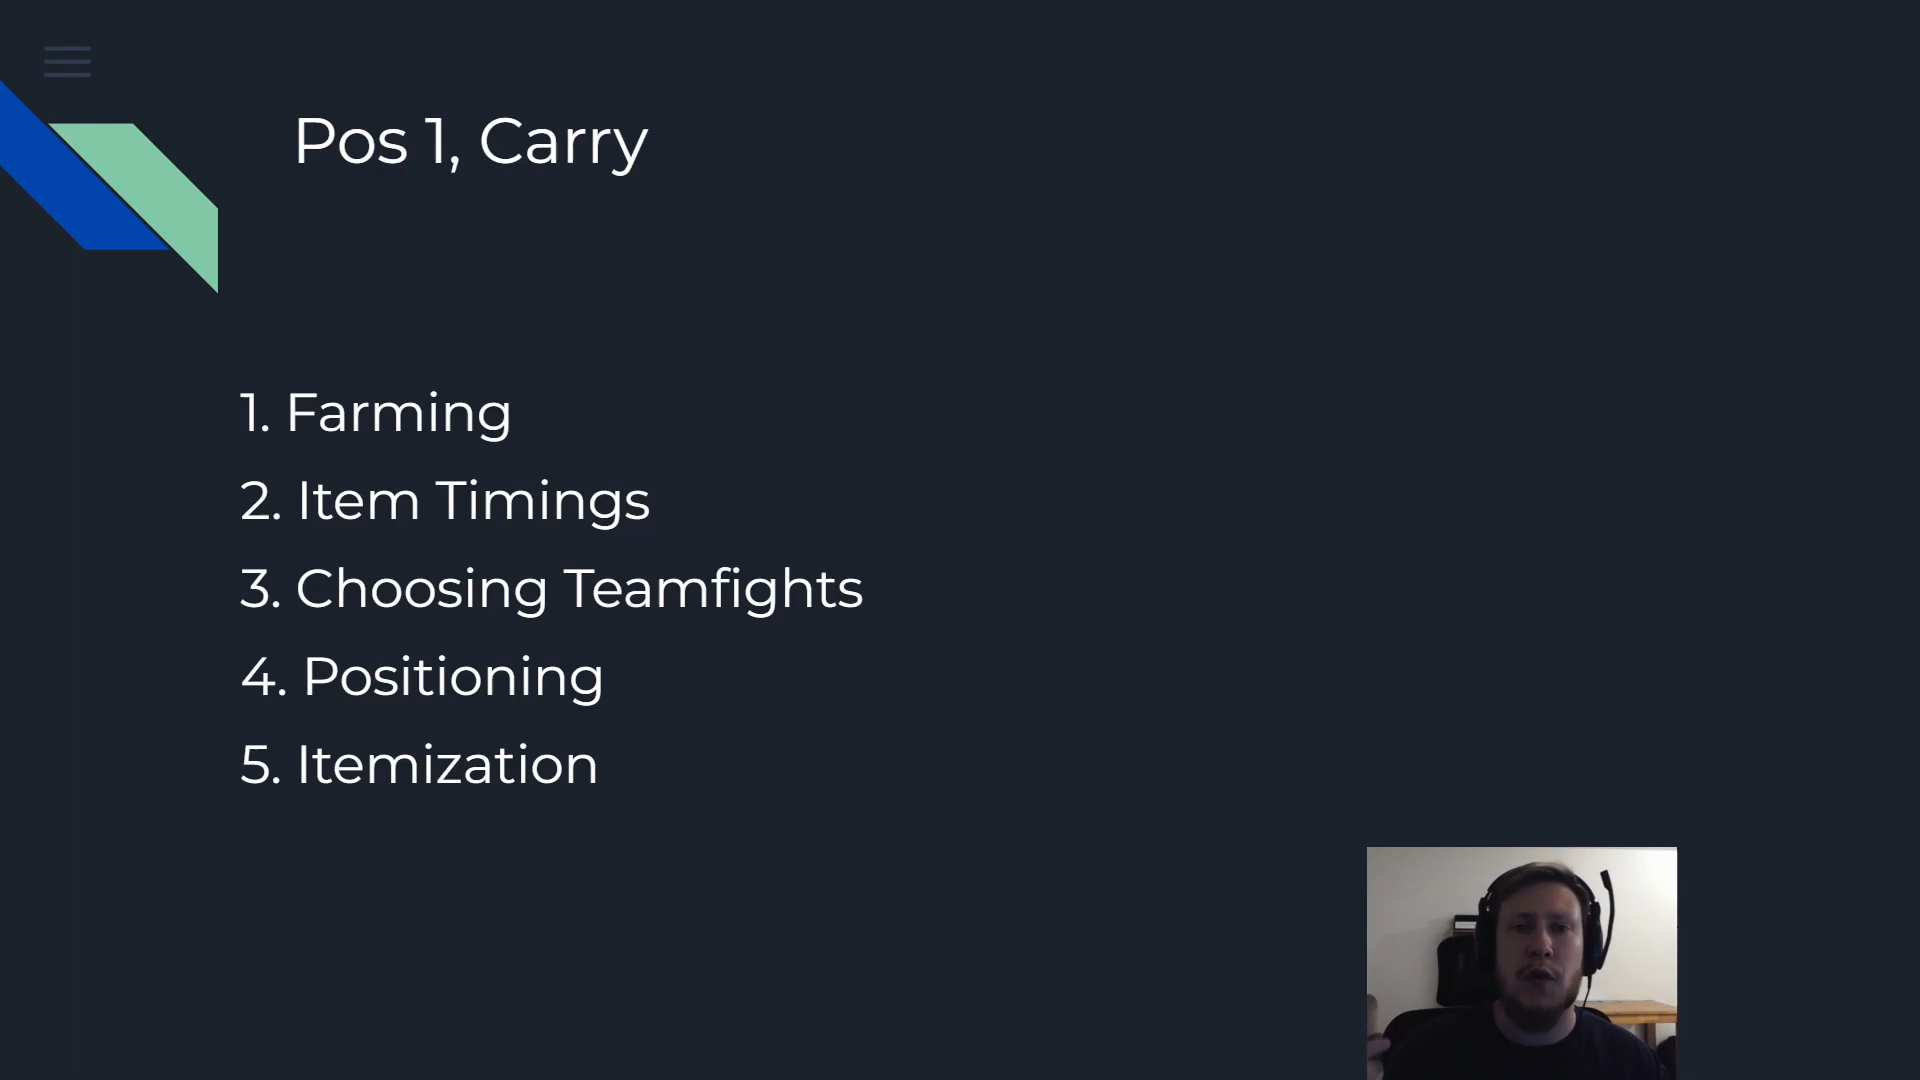 Pos 1, Carry
1. Farming
2. Item Timings
3. Choosing Teamfights
4. Positioning
5. Itemization